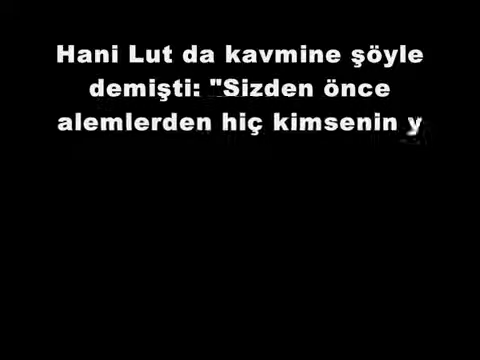 Hani Lut da kavmine şöyle
demişti: "Sizden önce
alemlerden hiç kimsenin y